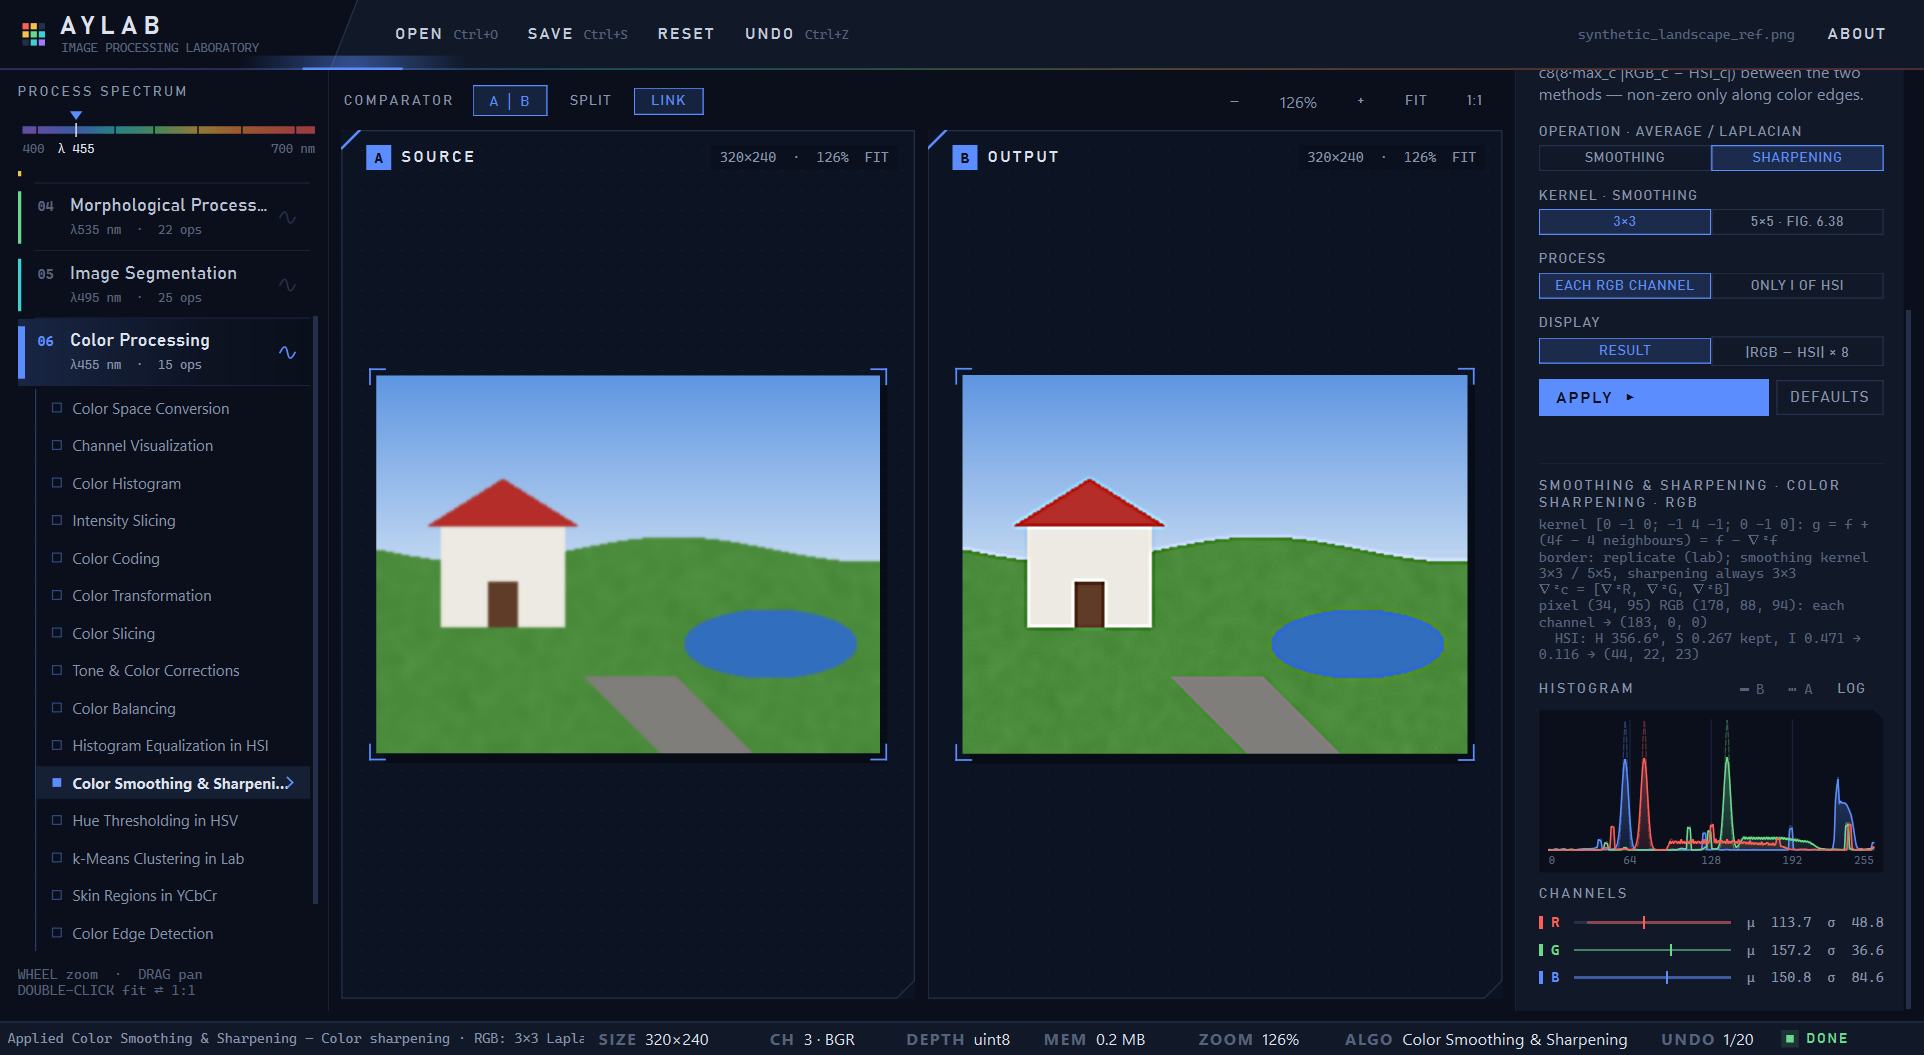 AYLAB
IMAGE PROCESSING LABORATORY
OPEN Ctrl+O SAVE Ctrl+S RESET UNDO Ctrl+Z
synthetic_landscape_ref.png ABOUT
PROCESS SPECTRUM
400 λ 455 700 nm
04 Morphological Process…
λ535 nm · 22 ops
05 Image Segmentation
λ495 nm · 25 ops
06 Color Processing
λ455 nm · 15 ops
Color Space Conversion
Channel Visualization
Color Histogram
Intensity Slicing
Color Coding
Color Transformation
Color Slicing
Tone & Color Corrections
Color Balancing
Histogram Equalization in HSI
Color Smoothing & Sharpeni…
Hue Thresholding in HSV
k-Means Clustering in Lab
Skin Regions in YCbCr
Color Edge Detection
WHEEL zoom · DRAG pan
DOUBLE-CLICK fit ⇄ 1:1
COMPARATOR A | B SPLIT LINK
− 126% + FIT 1:1
A SOURCE 320×240 · 126% FIT
B OUTPUT 320×240 · 126% FIT
c8(8·max_c |RGB_c − HSI_c|) between the two
methods — non-zero only along color edges.
OPERATION · AVERAGE / LAPLACIAN
SMOOTHING SHARPENING
KERNEL · SMOOTHING
3×3 5×5 · FIG. 6.38
PROCESS
EACH RGB CHANNEL ONLY I OF HSI
DISPLAY
RESULT |RGB − HSI| × 8
APPLY ▸ DEFAULTS
SMOOTHING & SHARPENING · COLOR
SHARPENING · RGB
kernel [0 −1 0; −1 4 −1; 0 −1 0]: g = f +
(4f − 4 neighbours) = f − ∇²f
border: replicate (lab); smoothing kernel
3×3 / 5×5, sharpening always 3×3
∇²c = [∇²R, ∇²G, ∇²B]
pixel (34, 95) RGB (178, 88, 94): each
channel → (183, 0, 0)
HSI: H 356.6°, S 0.267 kept, I 0.471 →
0.116 → (44, 22, 23)
HISTOGRAM B A LOG
0 64 128 192 255
CHANNELS
R μ 113.7 σ 48.8
G μ 157.2 σ 36.6
B μ 150.8 σ 84.6
Applied Color Smoothing & Sharpening — Color sharpening · RGB: 3×3 Lapla SIZE 320×240 CH 3 · BGR DEPTH uint8 MEM 0.2 MB ZOOM 126% ALGO Color Smoothing & Sharpening UNDO 1/20 DONE